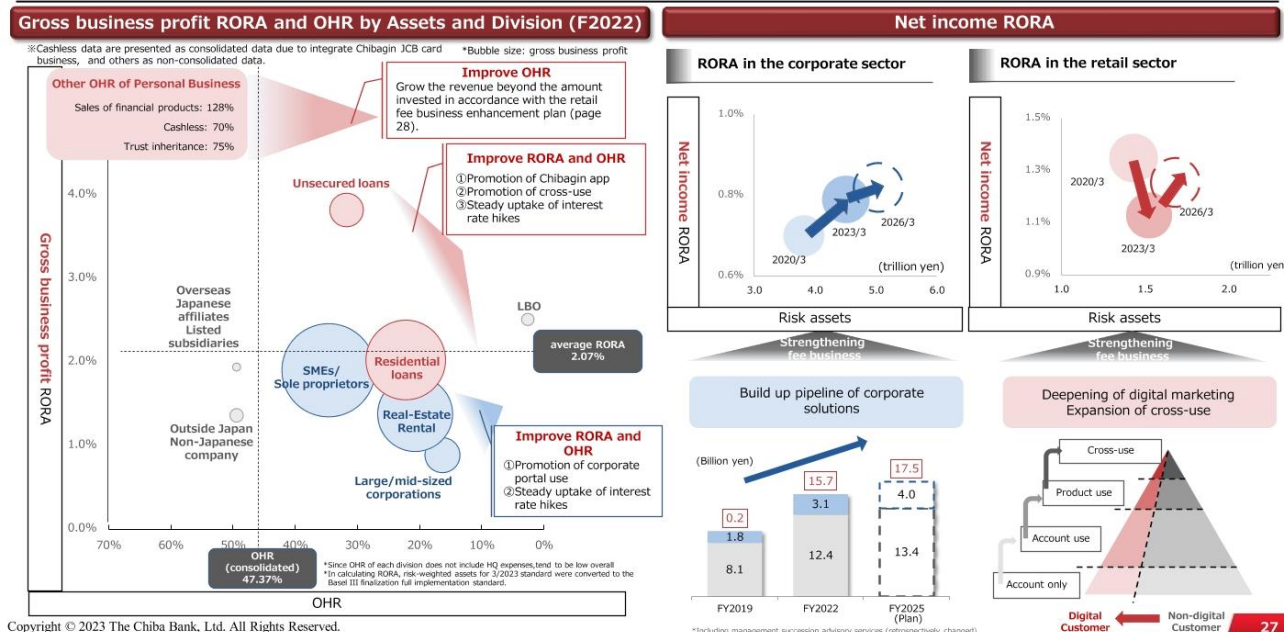 Gross business profit RORA and OHR by Assets and Division (F2022)
※Cashless data are presented as consolidated data due to integrate Chibagin JCB card
business, and others as non-consolidated data.
*Bubble size: gross business profit
Other OHR of Personal Business
Sales of financial products: 128%
Cashless: 70%
Trust inheritance: 75%
Improve OHR
Grow the revenue beyond the amount
invested in accordance with the retail
fee business enhancement plan (page
28).
Improve RORA and OHR
①Promotion of Chibagin app
②Promotion of cross-use
③Steady uptake of interest
rate hikes
Gross business profit RORA
4.0%
3.0%
2.0%
1.0%
0.0%
Unsecured loans
Overseas
Japanese
affiliates
Listed
subsidiaries
LBO
average RORA
2.07%
SMEs/
Sole proprietors
Residential
loans
Real-Estate
Rental
Outside Japan
Non-Japanese
company
Large/mid-sized
corporations
Improve RORA and
OHR
①Promotion of corporate
portal use
②Steady uptake of interest
rate hikes
70%
60%
50%
40%
30%
20%
10%
0%
OHR
(consolidated)
47.37%
*Since OHR of each division does not include HQ expenses,tend to be low overall
*In calculating RORA, risk-weighted assets for 3/2023 standard were converted to the
Basel III finalization full implementation standard.
OHR
Net income RORA
RORA in the corporate sector
Net income RORA
1.0%
0.8%
0.6%
2020/3
2023/3
2026/3
(trillion yen)
3.0
4.0
5.0
6.0
Risk assets
Strengthening
fee business
Build up pipeline of corporate
solutions
(Billion yen)
0.2
1.8
8.1
15.7
3.1
12.4
17.5
4.0
13.4
FY2019
FY2022
FY2025
(Plan)
*Including management succession advisory services (retrospectively changed)
RORA in the retail sector
Net income RORA
1.5%
1.3%
1.1%
0.9%
2020/3
2023/3
2026/3
(trillion yen)
1.0
1.5
2.0
Risk assets
Strengthening
fee business
Deepening of digital marketing
Expansion of cross-use
Cross-use
Product use
Account use
Account only
Digital
Customer
Non-digital
Customer
27
Copyright © 2023 The Chiba Bank, Ltd. All Rights Reserved.